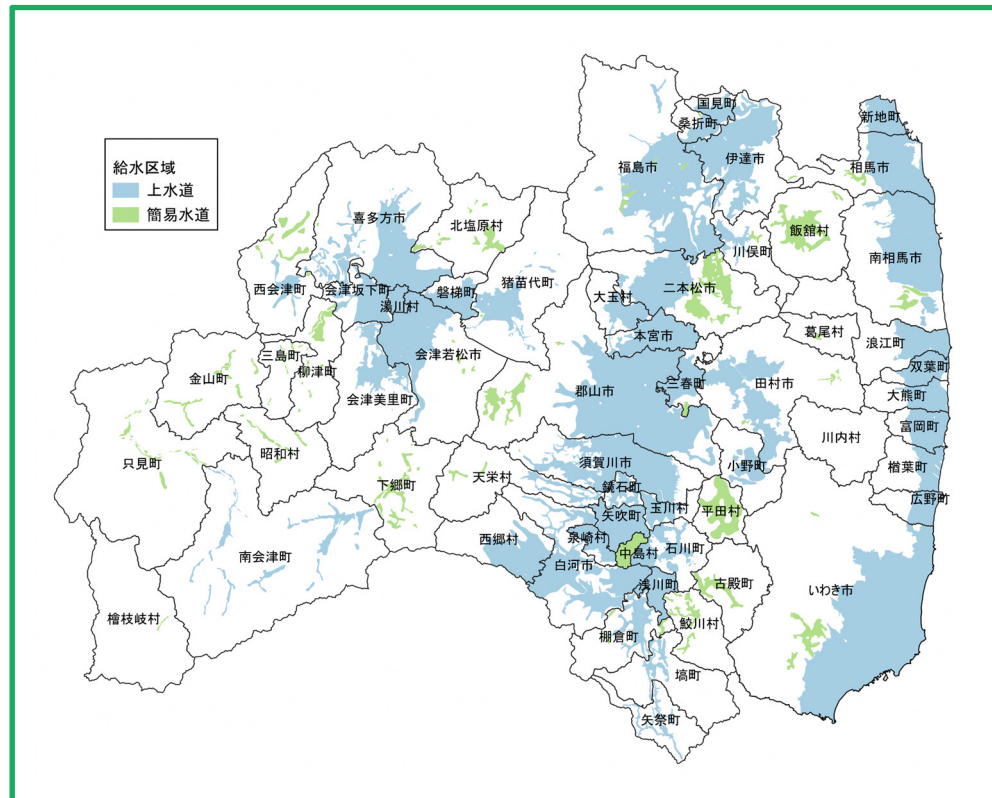 給水区域
上水道
簡易水道
国見町
桑折町
新地町
伊達市
福島市
相馬市
喜多方市
北塩原村
飯舘村
川俣町
南相馬市
西会津町
会津坂下町
磐梯町
猪苗代町
湯川村
大玉村
二本松市
本宮市
葛尾村
浪江町
双葉町
三島町
柳津町
会津若松市
金山町
会津美里町
郡山市
三春町
田村市
大熊町
富岡町
川内村
只見町
昭和村
下郷町
天栄村
須賀川市
小野町
楢葉町
鏡石町
玉川村
平田村
広野町
矢吹町
南会津町
西郷村
泉崎村
中島村
石川町
白河市
浅川町
古殿町
いわき市
檜枝岐村
棚倉町
鮫川村
塙町
矢祭町